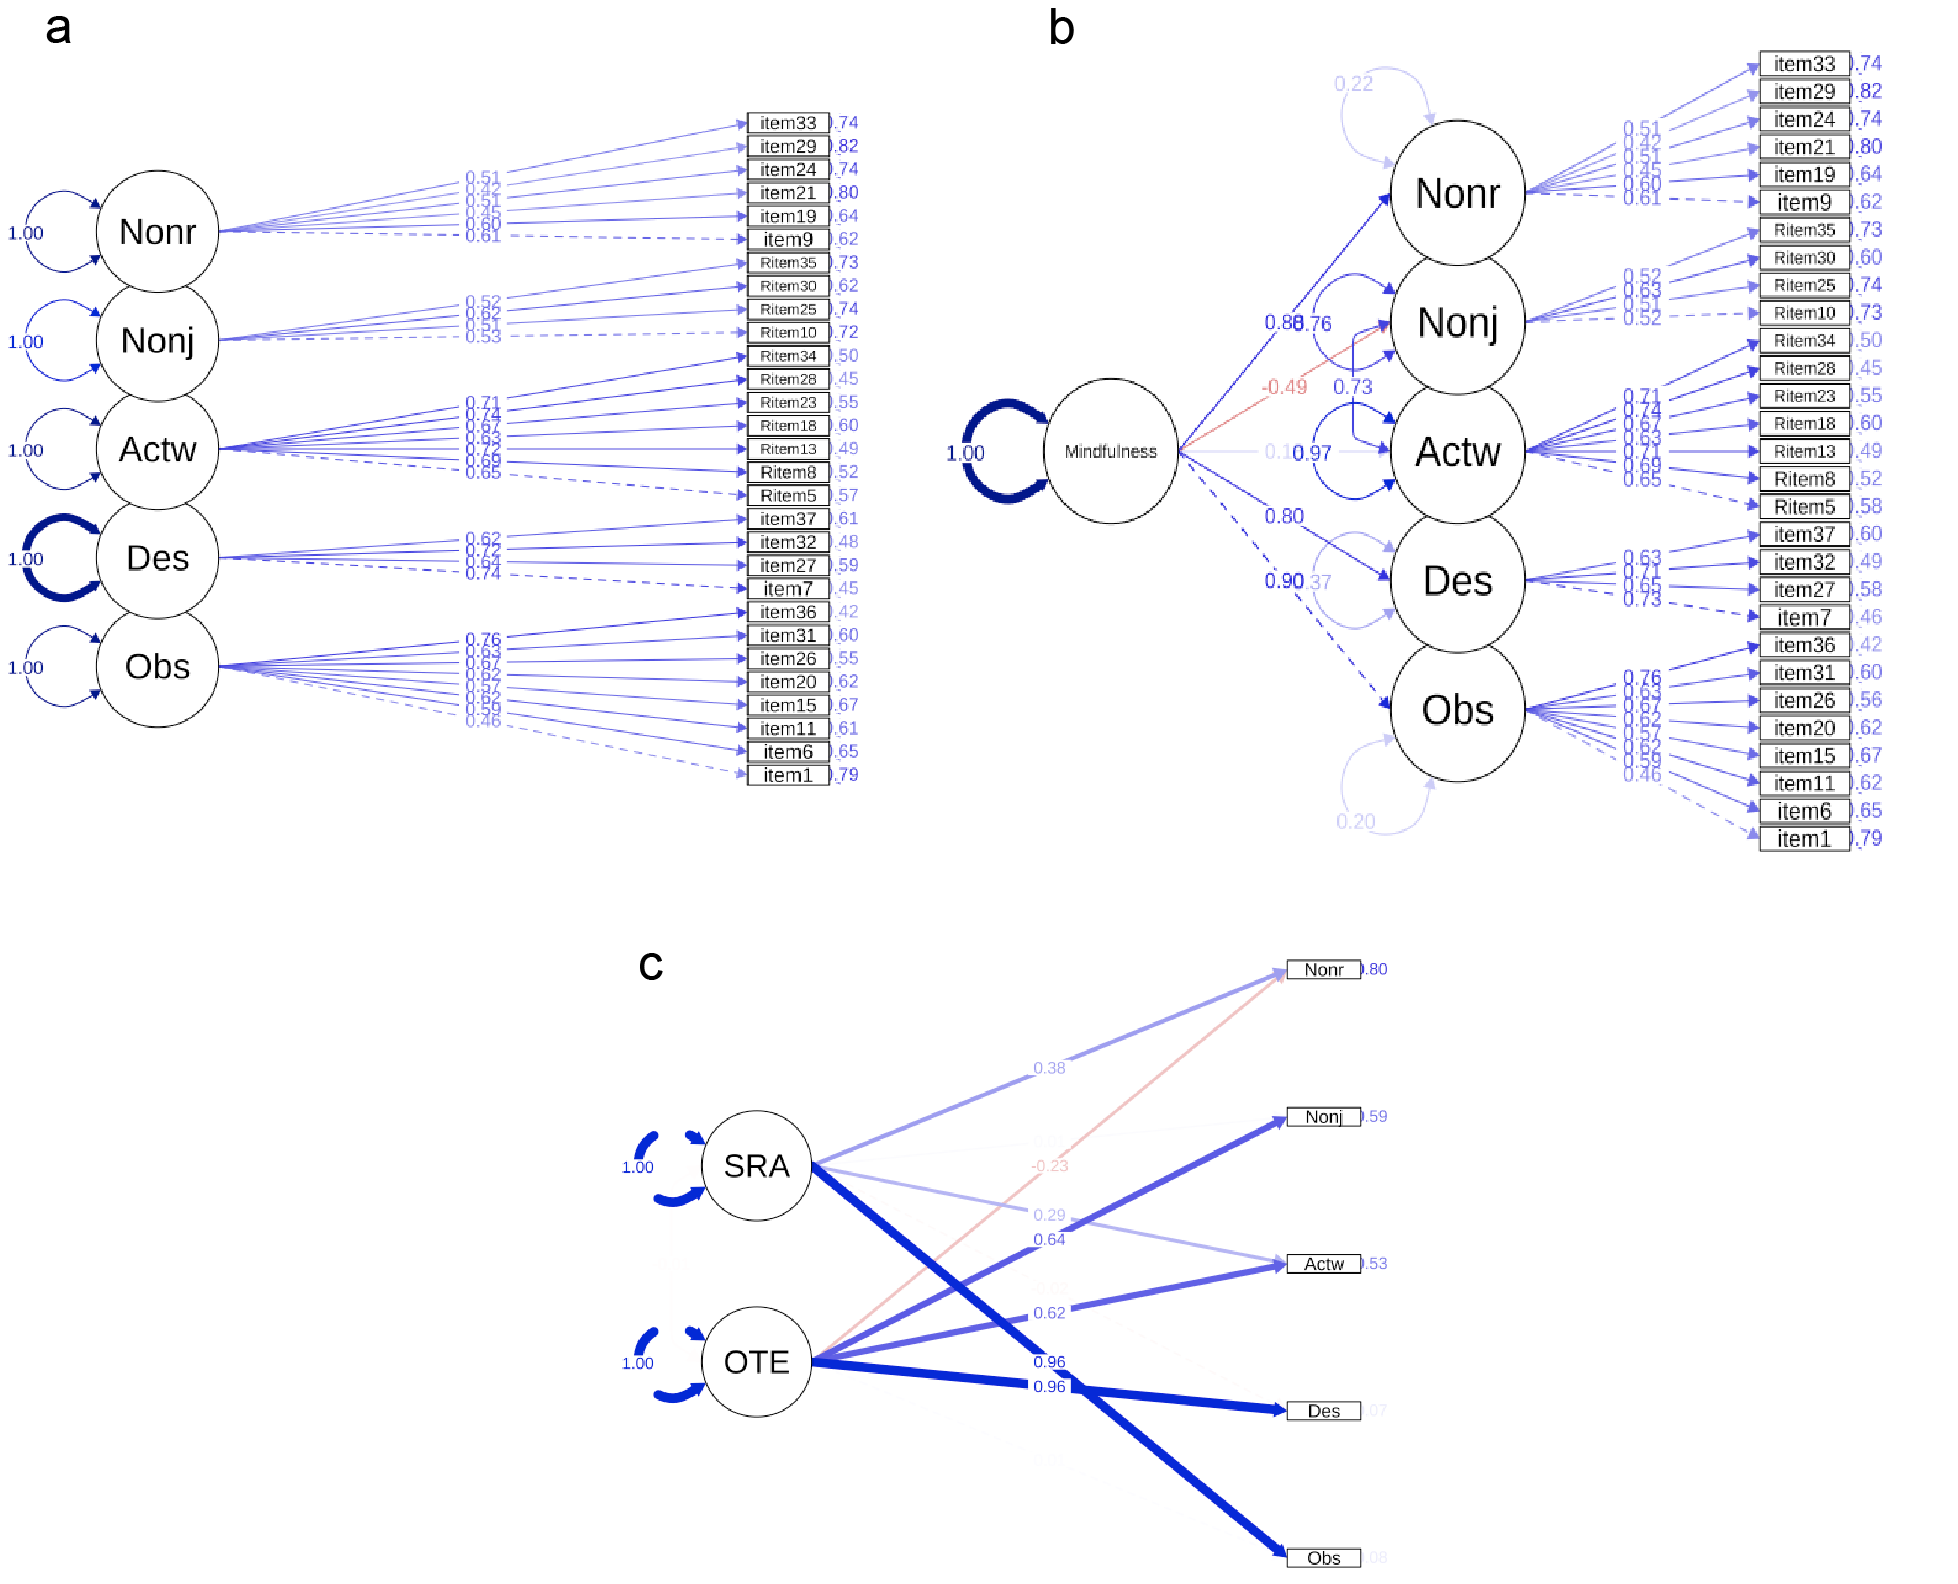 a
item33 .74
item29 .82
item24 .74
item21 .80
item19 .64
item9 .62
0.51
0.42
0.51
0.45
0.60
0.61
Nonr
1.00
Ritem35 .73
Ritem30 .62
Ritem25 .74
Ritem10 .72
0.52
0.62
0.51
0.53
Nonj
1.00
Ritem34 .50
Ritem28 .45
Ritem23 .55
Ritem18 .60
Ritem13 .49
Ritem8 .52
Ritem5 .57
0.71
0.74
0.67
0.63
0.72
0.69
0.65
Actw
1.00
item37 .61
item32 .48
item27 .59
item7 .45
0.62
0.72
0.64
0.74
Des
1.00
item36 .42
item31 .60
item26 .55
item20 .62
item15 .67
item11 .61
item6 .65
item1 .79
0.76
0.63
0.67
0.62
0.57
0.62
0.59
0.46
Obs
1.00
b
Mindfulness
1.00
0.22
0.76
-0.49
0.73
0.97
0.80
0.90
.37
0.20
Nonr
Nonj
Actw
Des
Obs
0.51
0.42
0.51
0.45
0.60
0.61
item33 .74
item29 .82
item24 .74
item21 .80
item19 .64
item9 .62
0.52
0.63
0.51
0.52
Ritem35 .73
Ritem30 .60
Ritem25 .74
Ritem10 .73
0.71
0.74
0.67
0.63
0.71
0.69
0.65
Ritem34 .50
Ritem28 .45
Ritem23 .55
Ritem18 .60
Ritem13 .49
Ritem8 .52
Ritem5 .58
0.63
0.71
0.65
0.73
item37 .60
item32 .49
item27 .58
item7 .46
0.76
0.63
0.67
0.62
0.57
0.62
0.59
0.46
item36 .42
item31 .60
item26 .56
item20 .62
item15 .67
item11 .62
item6 .65
item1 .79
c
Nonr .80
0.38
Nonj .59
SRA
1.00
-0.23
0.29
0.64
Actw .53
0.62
OTE
1.00
0.96
0.96
Des .07
Obs .08